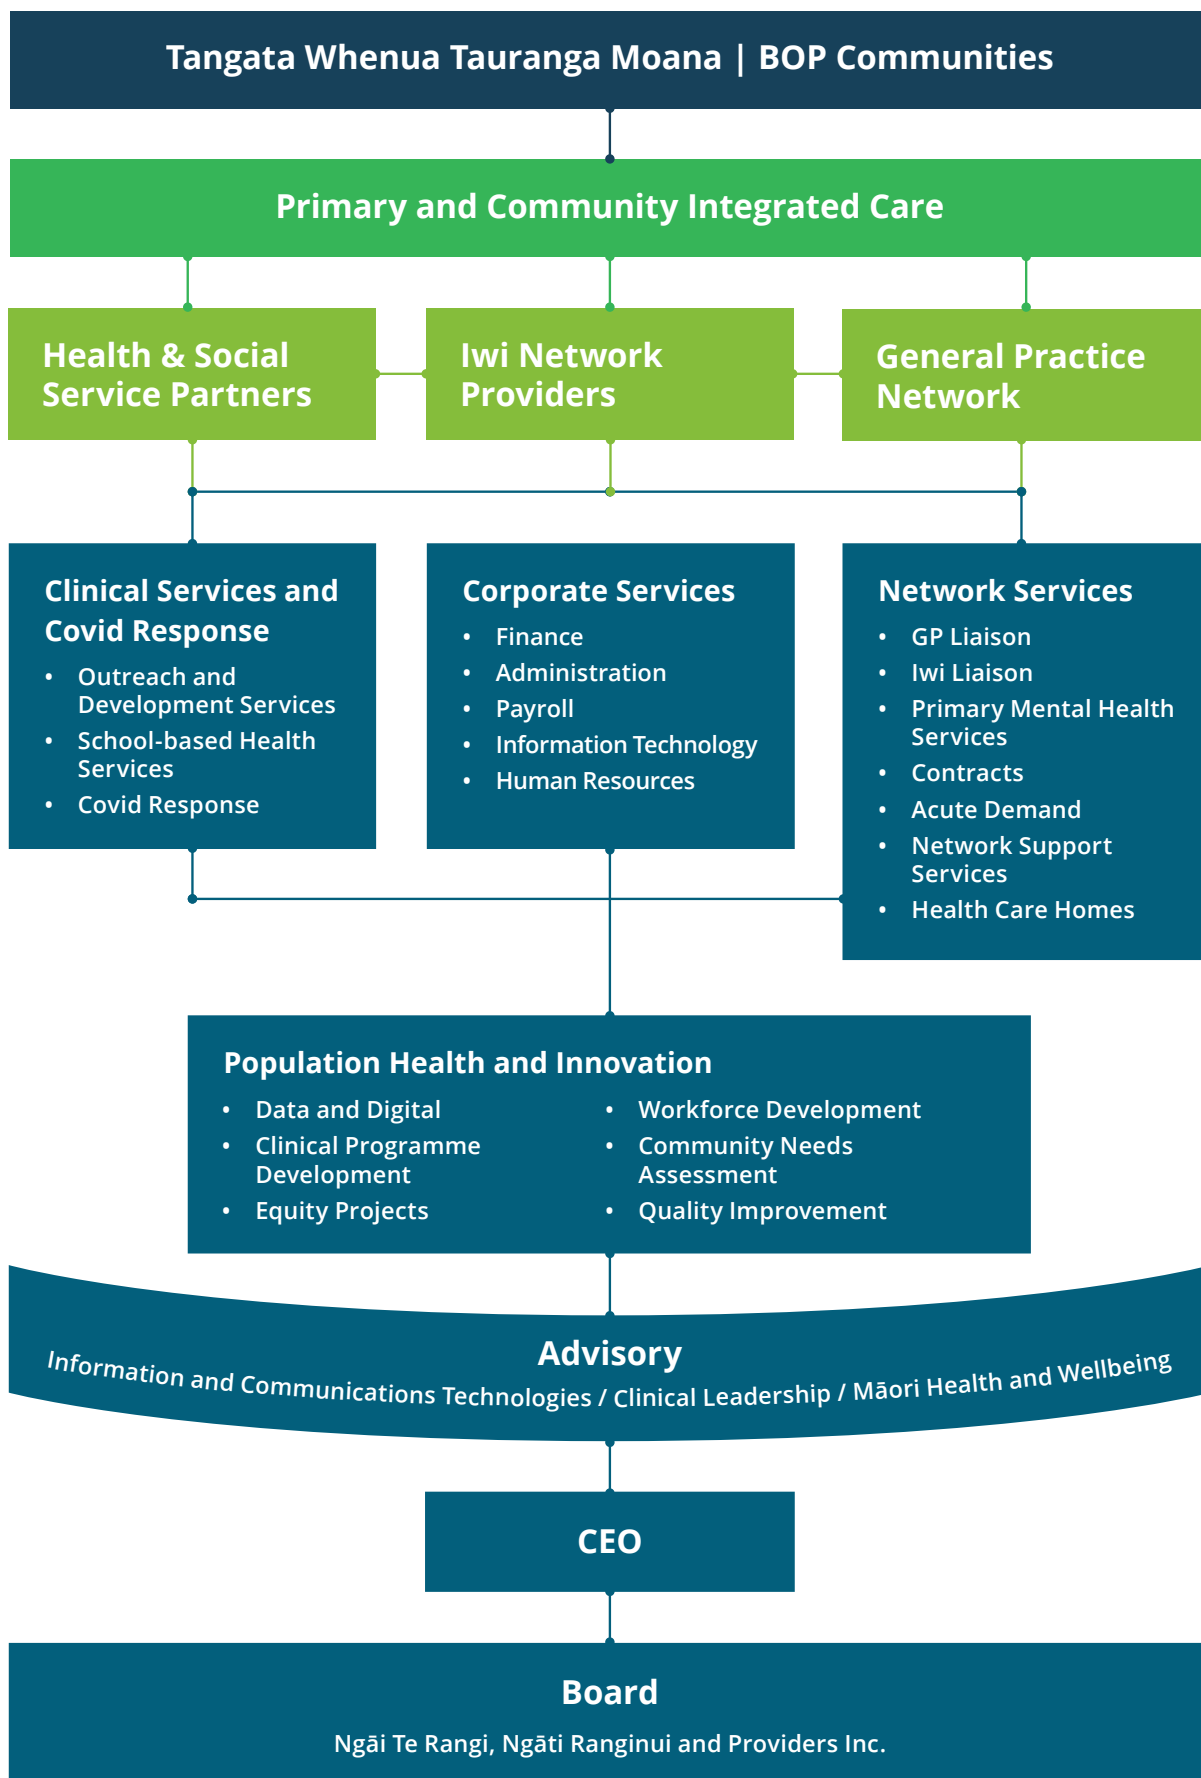 Tangata Whenua Tauranga Moana | BOP Communities
Primary and Community Integrated Care
Health & Social
Service Partners
Iwi Network
Providers
General Practice
Network
Clinical Services and
Covid Response
• Outreach and
Development Services
• School-based Health
Services
• Covid Response
Corporate Services
• Finance
• Administration
• Payroll
• Information Technology
• Human Resources
Network Services
• GP Liaison
• Iwi Liaison
• Primary Mental Health
Services
• Contracts
• Acute Demand
• Network Support
Services
• Health Care Homes
Population Health and Innovation
• Data and Digital
• Clinical Programme
Development
• Equity Projects
• Workforce Development
• Community Needs
Assessment
• Quality Improvement
Advisory
Information and Communications Technologies / Clinical Leadership / Māori Health and Wellbeing
CEO
Board
Ngāi Te Rangi, Ngāti Ranginui and Providers Inc.